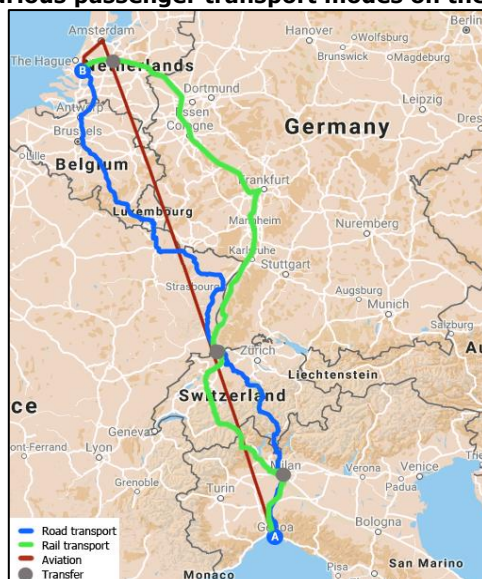 rious passenger transport modes on the
Amsterdam
Berlin
The Hague
Netherlands
Hanover
Wolfsburg
Brunswick
Magdeburg
B
Dortmund
Essen
Leipzig
Antwerp
Cologne
Dres
Brussels
Germany
Lille
Belgium
Frankfurt
Luxembourg
Mannheim
Nuremberg
Karlsruhe
Stuttgart
Strasbourg
Augsburg
Munich
Salzburg
Zürich
Au
Liechtenstein
Switzerland
ce
Geneva
ont-Ferrand
Lyon
Milan
Verona
Venice
Grenoble
Turin
Padua
Genoa
A
Bologna
Road transport
Rail transport
Aviation
Transfer
Monaco
Pisa
San Marino